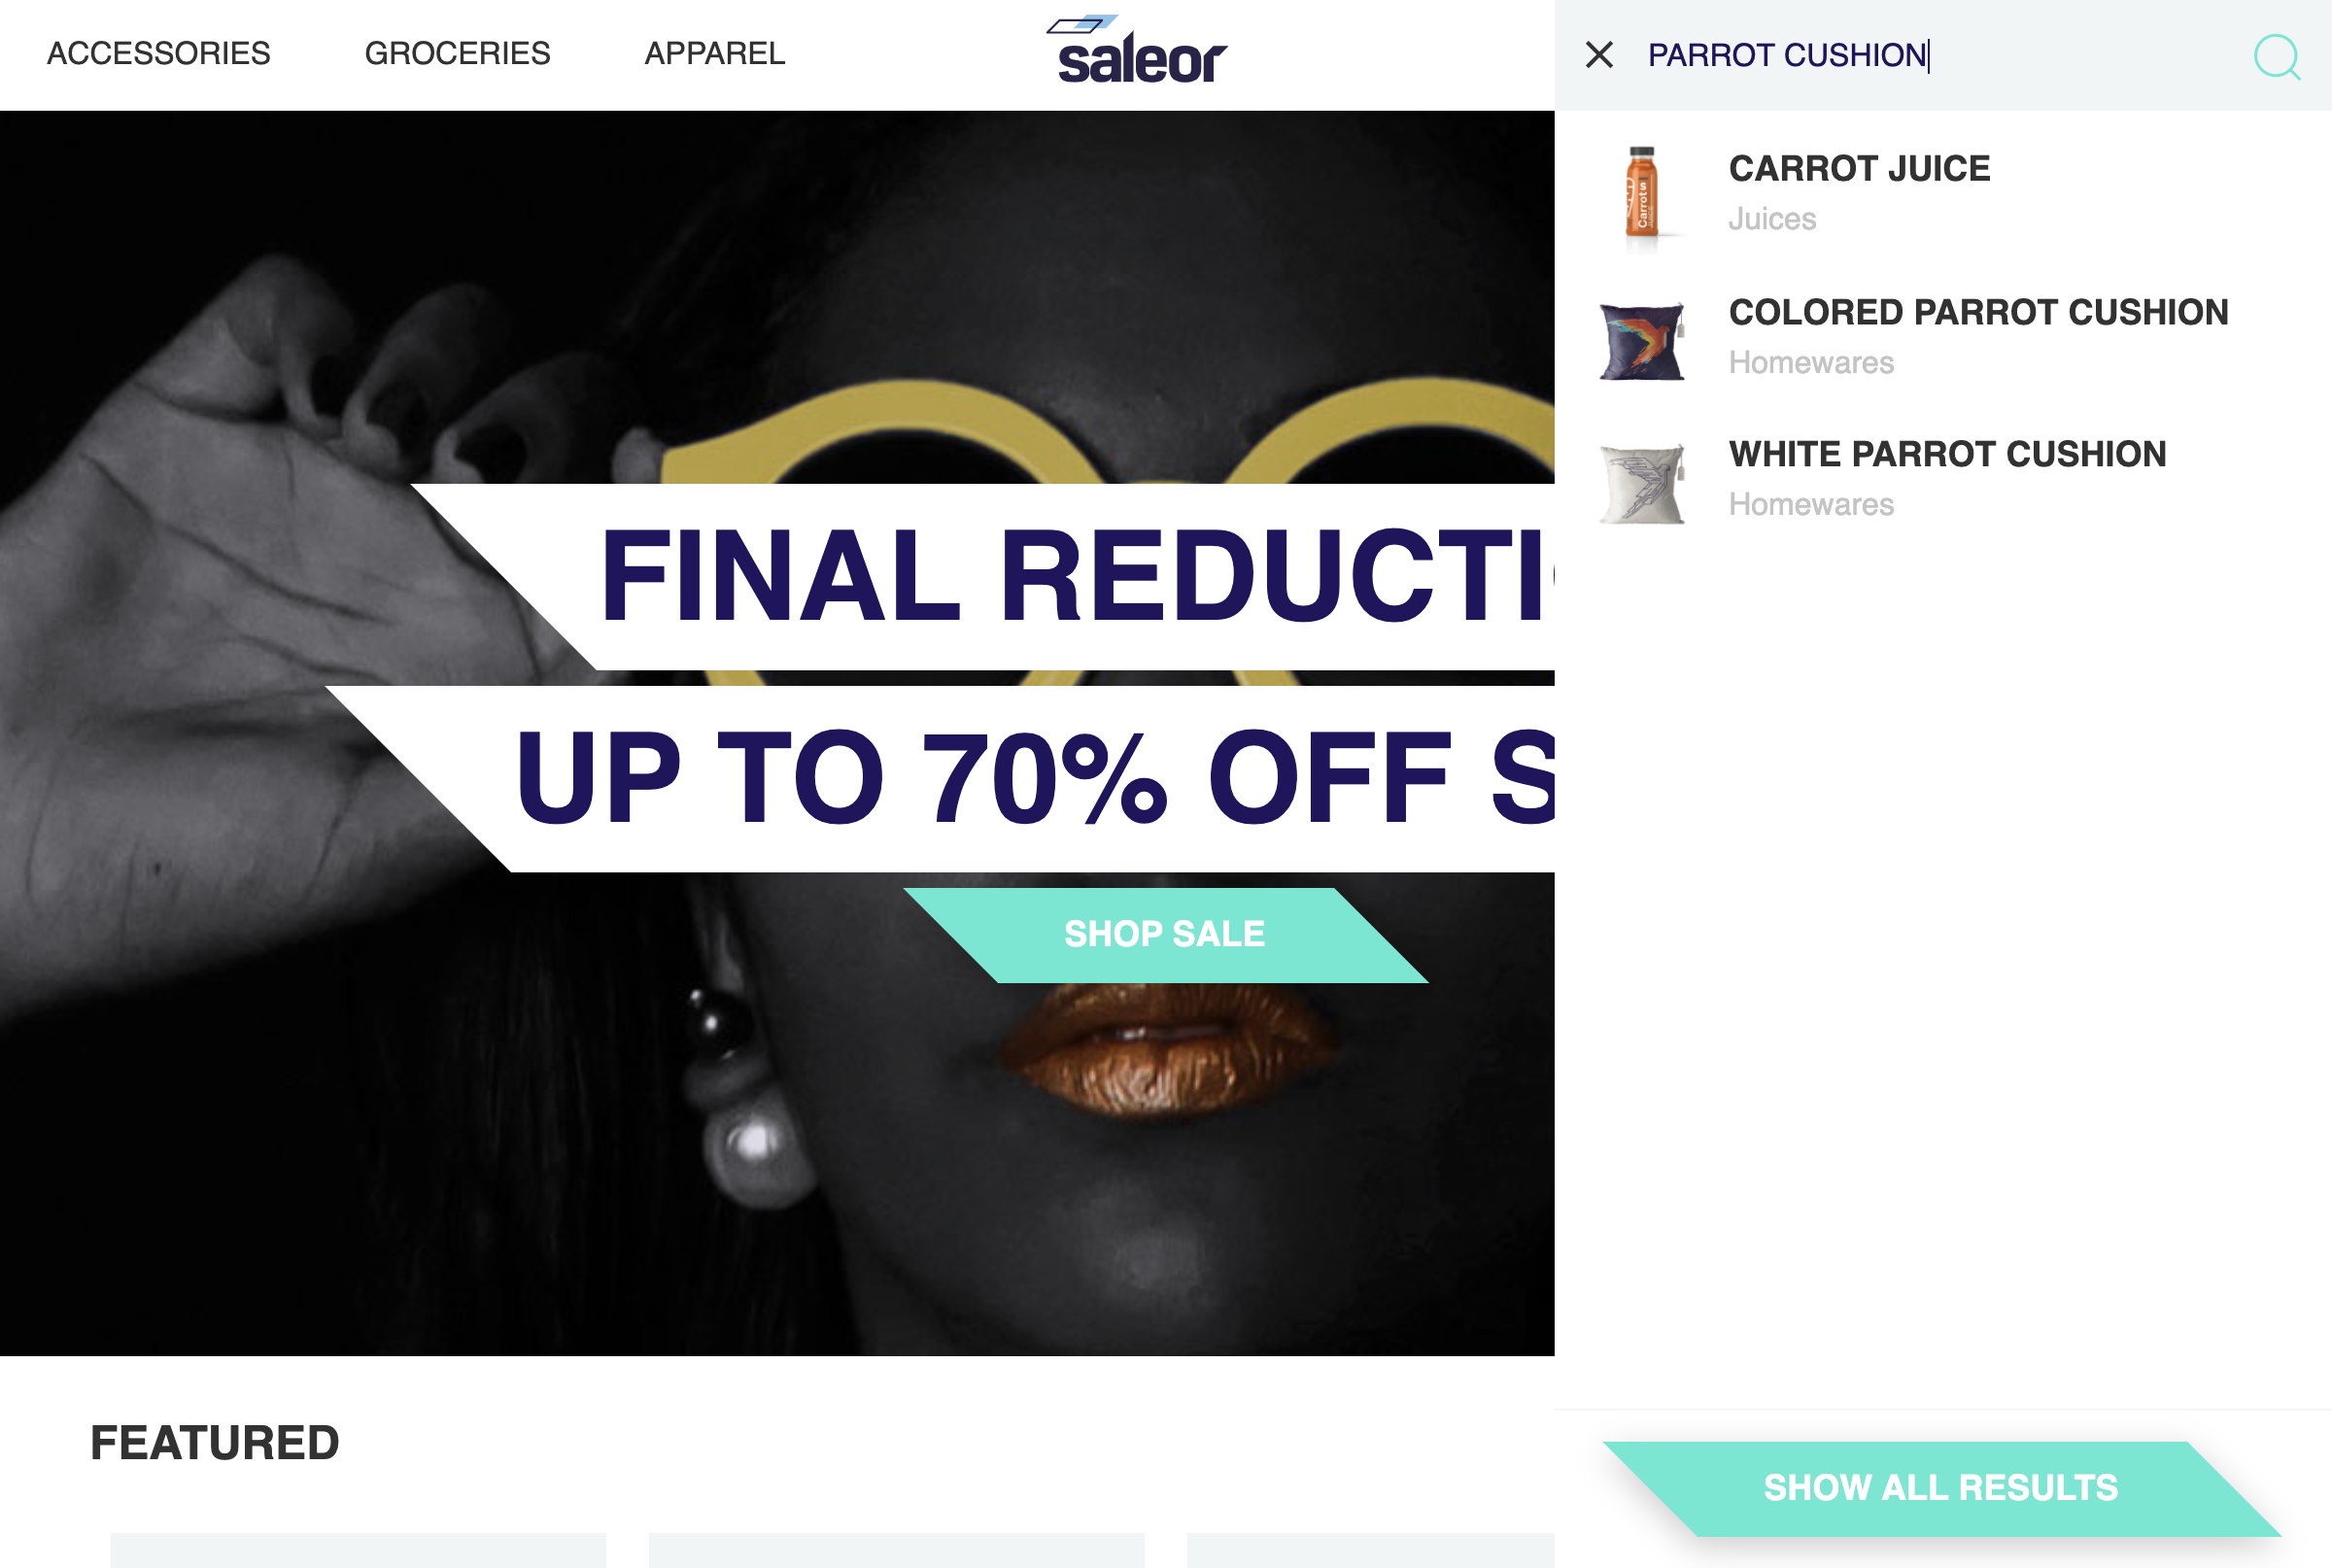 ACCESSORIES GROCERIES APPAREL
saleor
PARROT CUSHION
CARROT JUICE
Juices
COLORED PARROT CUSHION
Homewares
WHITE PARROT CUSHION
Homewares
FINAL REDUCTI
UP TO 70% OFF S
SHOP SALE
FEATURED
SHOW ALL RESULTS
Carrots